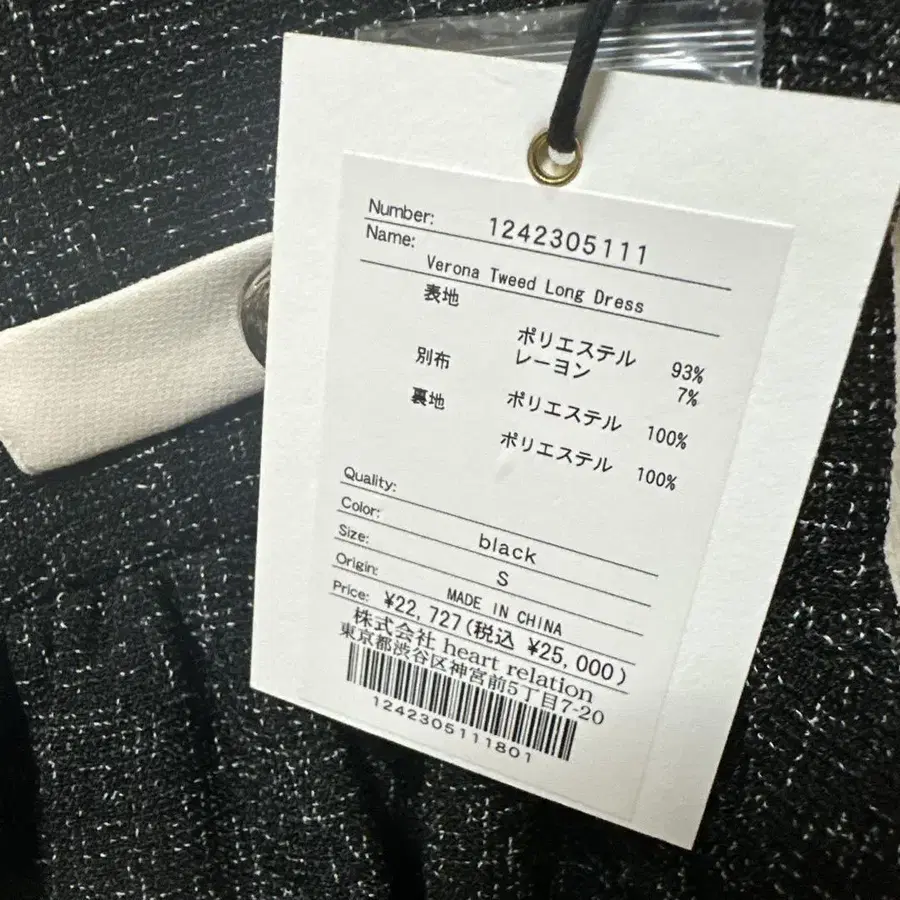 Number: 1242305111
Name: Verona Tweed Long Dress
表地 ポリエステル 93%
レーヨン 7%
別布 ポリエステル 100%
裏地 ポリエステル 100%
Quality:
Color: black
Size: S
Origin: MADE IN CHINA
Price: ¥22,727(税込 ¥25,000)
株式会社 heart relation
東京都渋谷区神宮前5丁目7-20
1242305111801